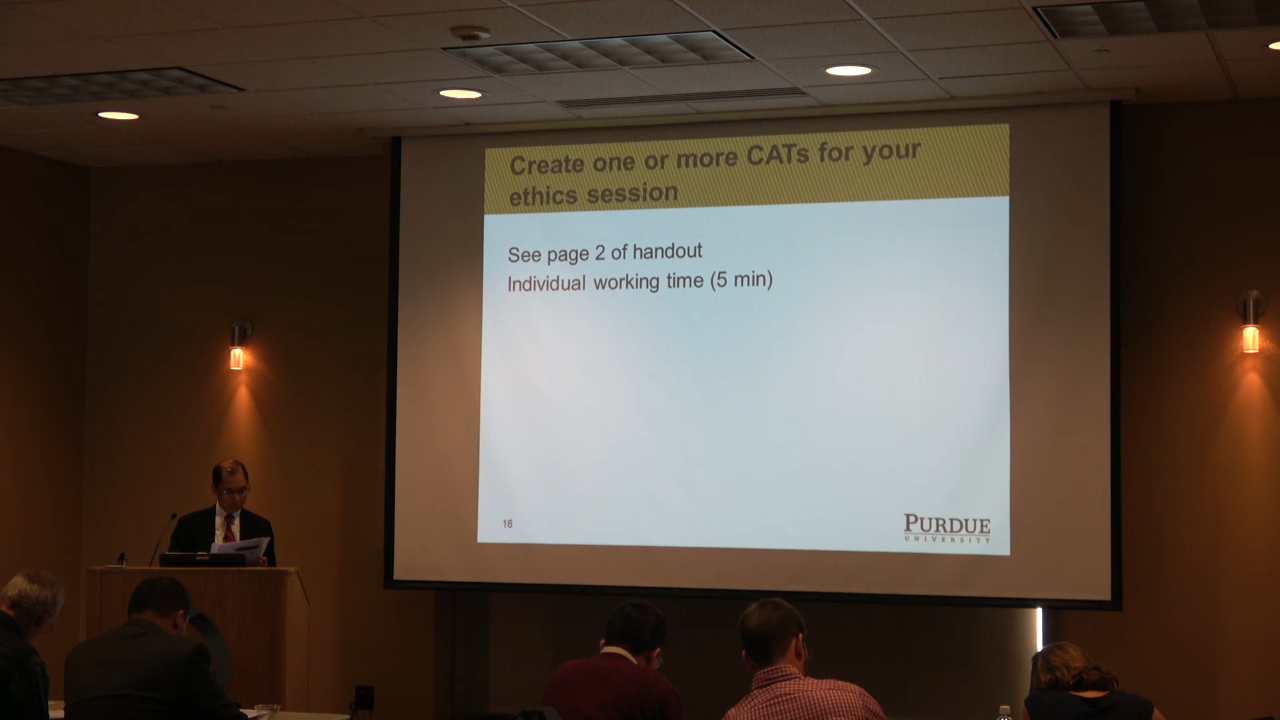 Create one or more CATs for your
ethics session
See page 2 of handout
Individual working time (5 min)
16
PURDUE
UNIVERSITY